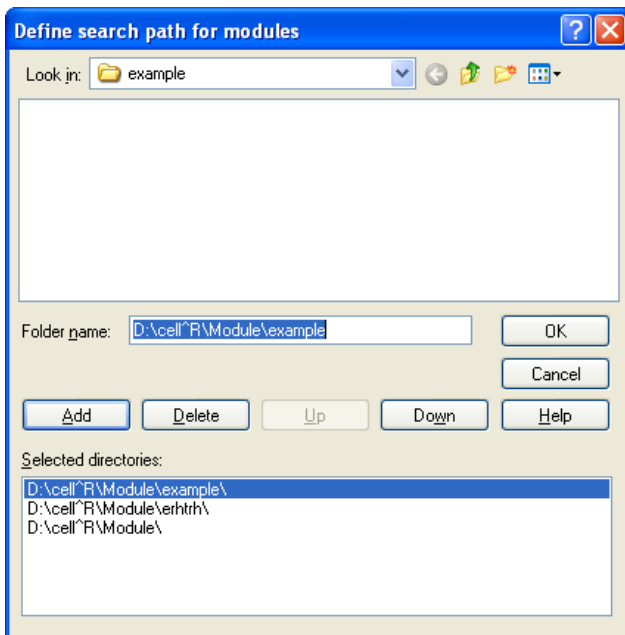 Define search path for modules
Look in: example
Folder name: D:\cell^R\Module\example
OK
Cancel
Add Delete Up Down Help
Selected directories:
D:\cell^R\Module\example\
D:\cell^R\Module\erhtrh\
D:\cell^R\Module\